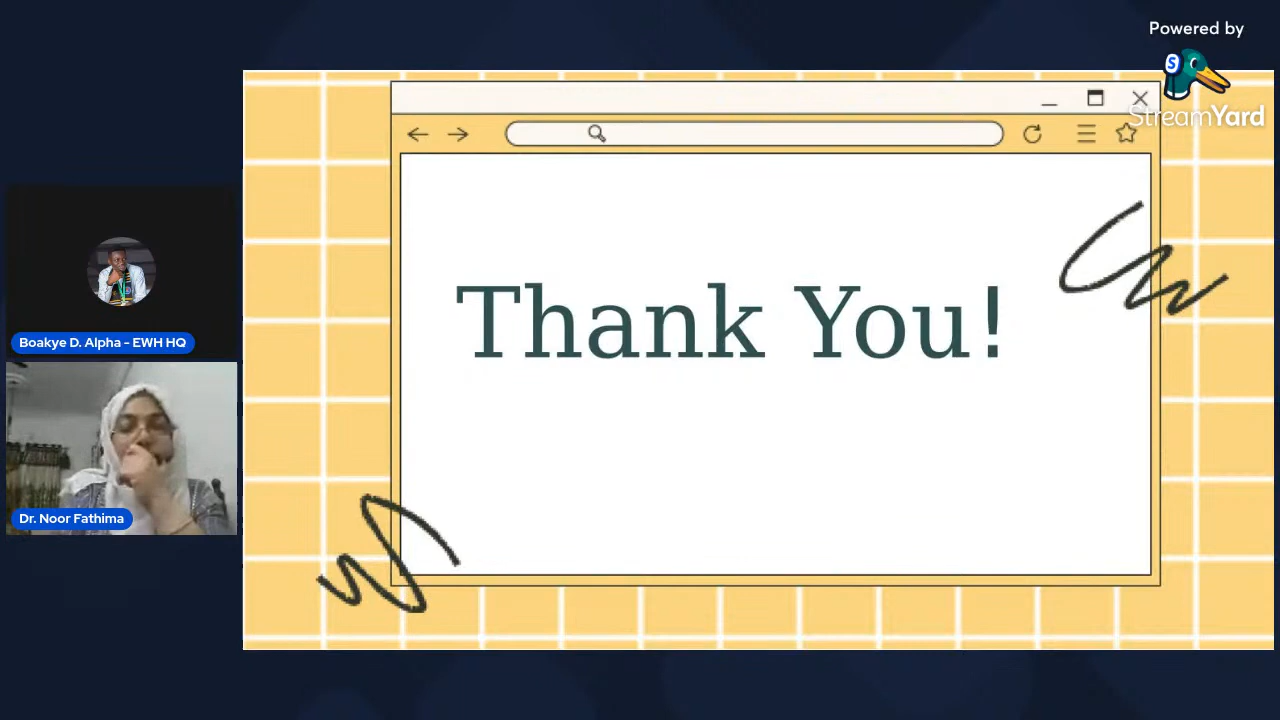 Powered by
StreamYard
Thank You!
Boakye D. Alpha - EWH HQ
Dr. Noor Fathima